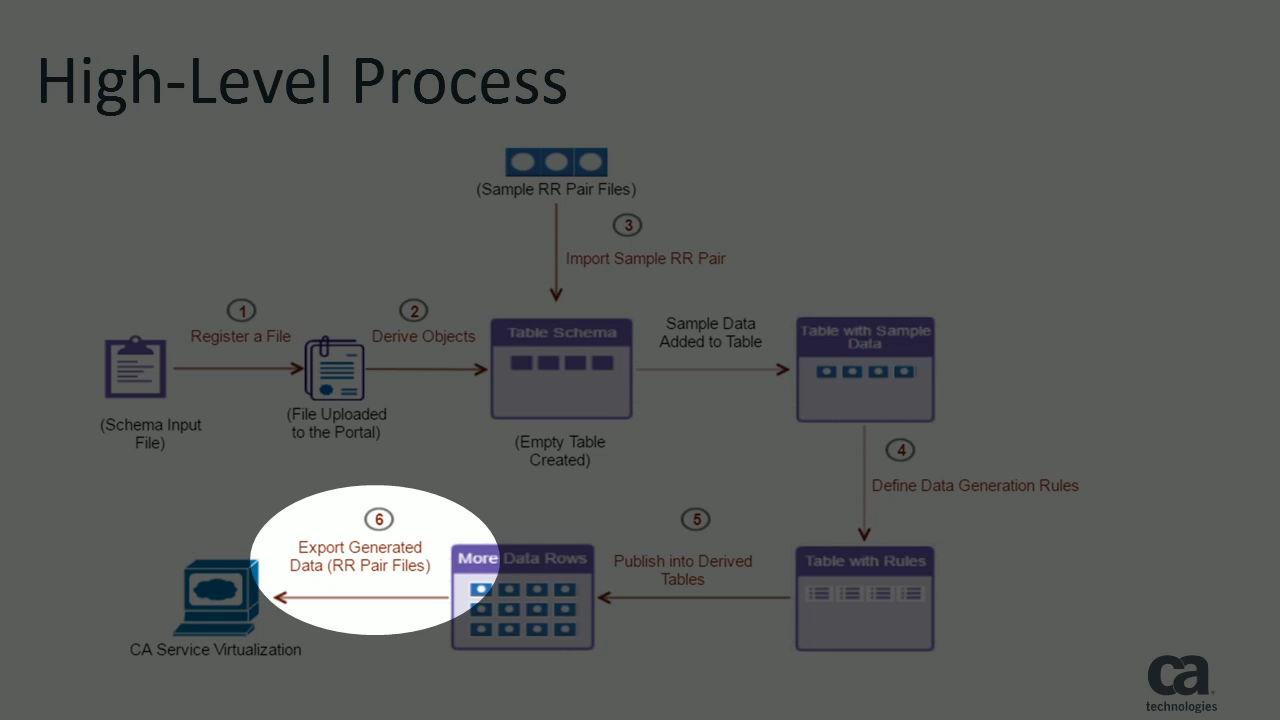 High-Level Process
(Sample RR Pair Files)
3
Import Sample RR Pair
1
Register a File
2
Derive Objects
Table Schema
Sample Data
Added to Table
Table with Sample
Data
(Schema Input
File)
(File Uploaded
to the Portal)
(Empty Table
Created)
4
Define Data Generation Rules
6
Export Generated
Data (RR Pair Files)
More Data Rows
5
Publish into Derived
Tables
Table with Rules
CA Service Virtualization
ca
technologies